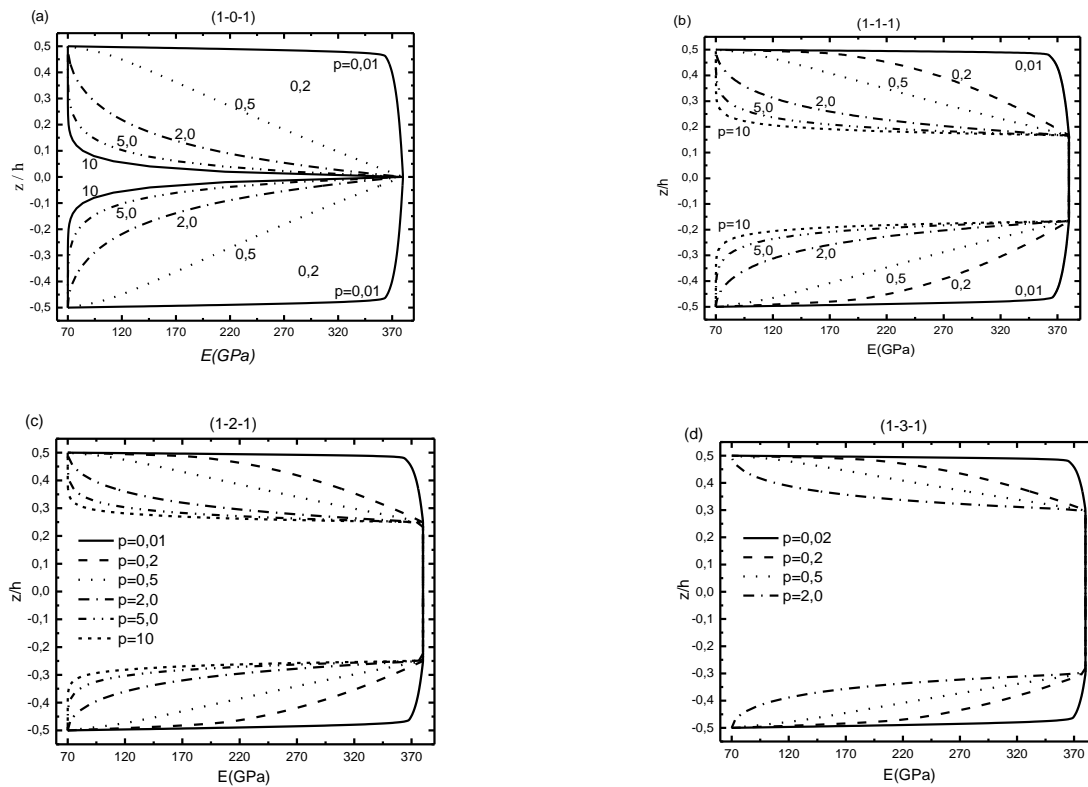 (a)
(1-0-1)
0,5
0,4
0,3
0,2
0,1
0,0
-0,1
-0,2
-0,3
-0,4
-0,5
z / h
p=0,01
0,2
0,5
2,0
5,0
10
10
5,0
2,0
0,5
0,2
p=0,01
70 120 170 220 270 320 370
E(GPa)
(b)
(1-1-1)
0,5
0,4
0,3
0,2
0,1
0,0
-0,1
-0,2
-0,3
-0,4
-0,5
z/h
0,01
0,2
0,5
2,0
5,0
p=10
p=10
5,0
2,0
0,5
0,2
0,01
70 120 170 220 270 320 370
E(GPa)
(c)
(1-2-1)
0,5
0,4
0,3
0,2
0,1
0,0
-0,1
-0,2
-0,3
-0,4
-0,5
z/h
p=0,01
p=0,2
p=0,5
p=2,0
p=5,0
p=10
70 120 170 220 270 320 370
E(GPa)
(d)
(1-3-1)
0,5
0,4
0,3
0,2
0,1
0,0
-0,1
-0,2
-0,3
-0,4
-0,5
z/h
p=0,02
p=0,2
p=0,5
p=2,0
70 120 170 220 270 320 370
E(GPa)